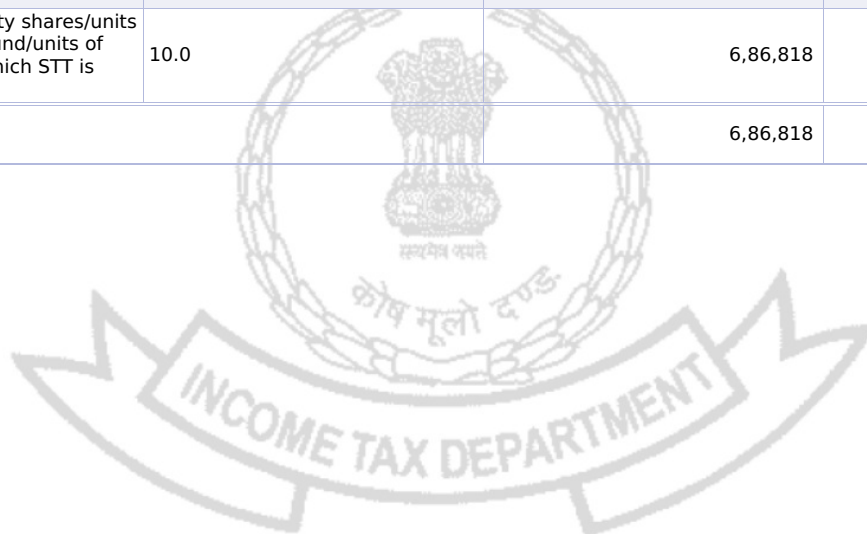 ty shares/units
und/units of
hich STT is
10.0
6,86,818
6,86,818
सत्यमेव जयते
कोष मूलो दण्ड:
INCOME TAX DEPARTMENT